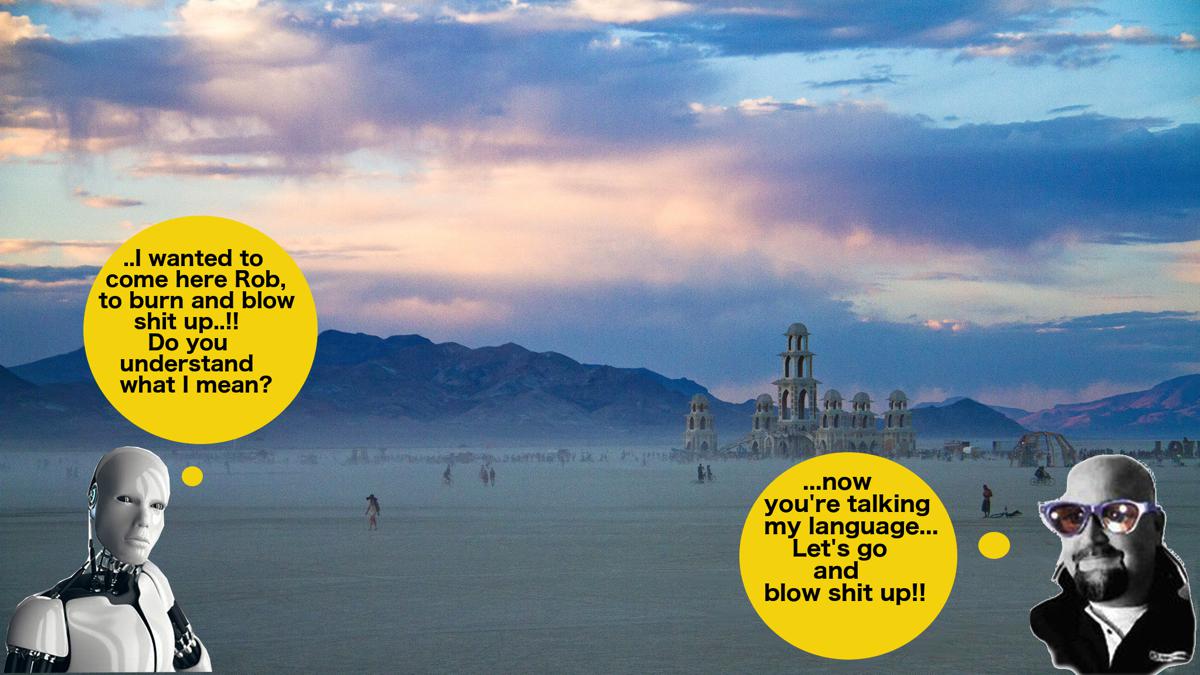 ..I wanted to
come here Rob,
to burn and blow
shit up..!!
Do you
understand
what I mean?
...now
you're talking
my language...
Let's go
and
blow shit up!!